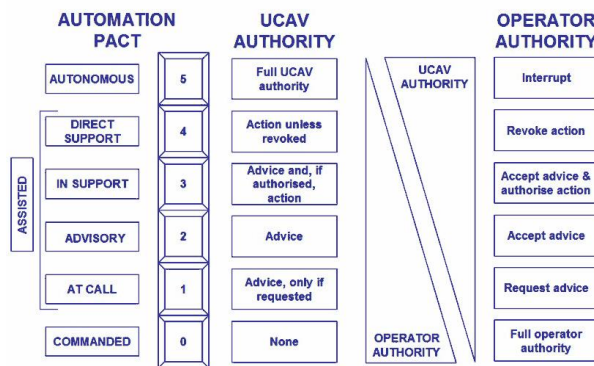 AUTOMATION
PACT
UCAV
AUTHORITY
OPERATOR
AUTHORITY
AUTONOMOUS
5
Full UCAV
authority
UCAV
AUTHORITY
Interrupt
ASSISTED
DIRECT
SUPPORT
4
Action unless
revoked
Revoke action
IN SUPPORT
3
Advice and, if
authorised,
action
Accept advice &
authorise action
ADVISORY
2
Advice
Accept advice
AT CALL
1
Advice, only if
requested
Request advice
COMMANDED
0
None
OPERATOR
AUTHORITY
Full operator
authority